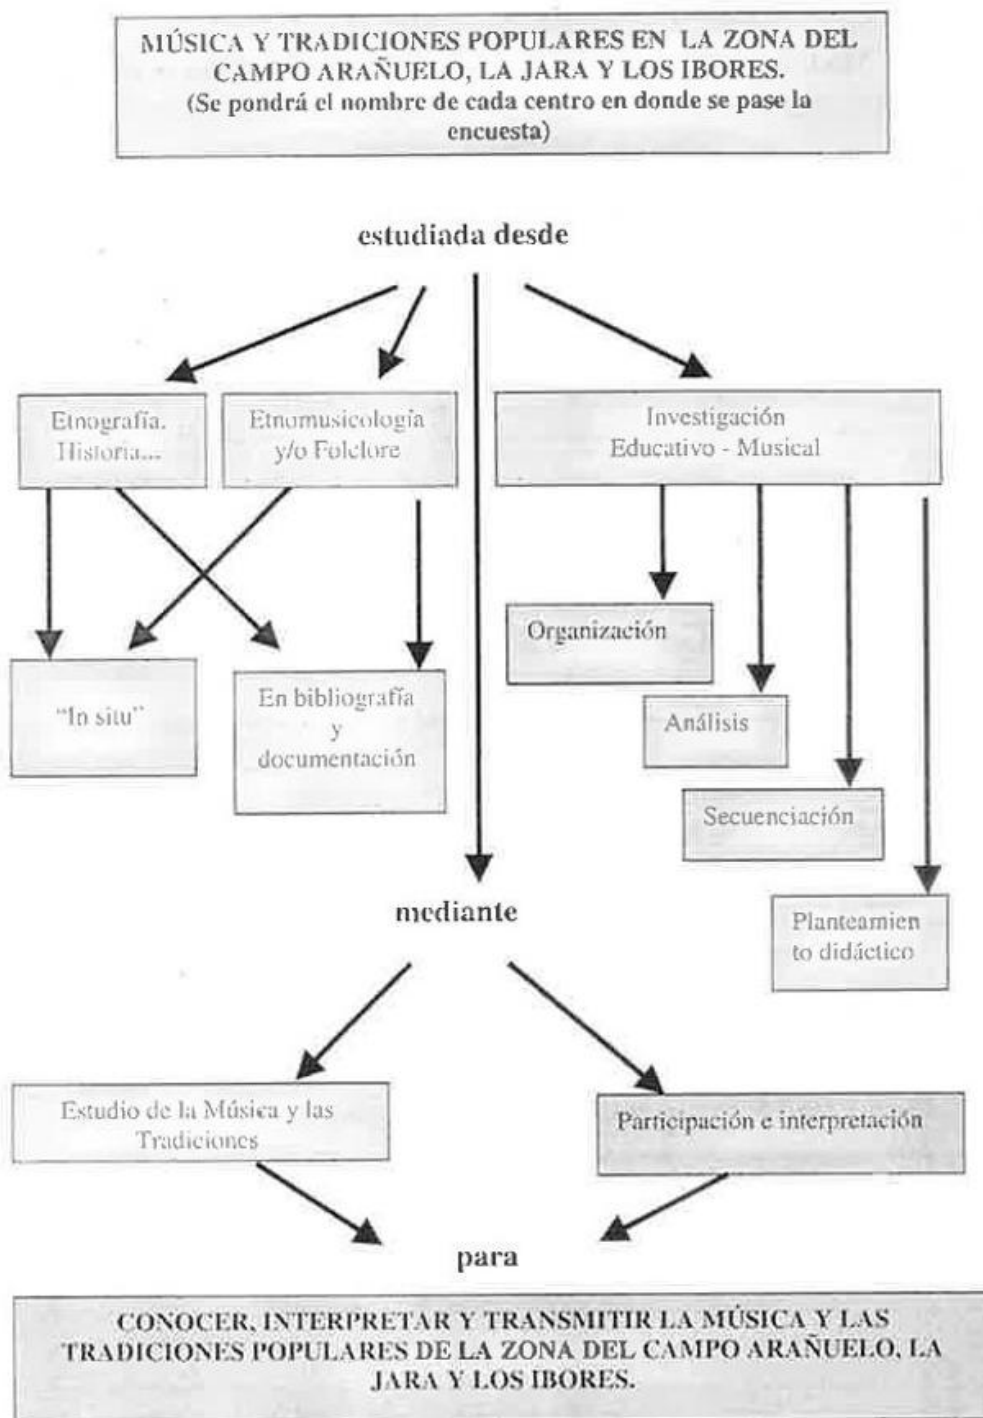 MÚSICA Y TRADICIONES POPULARES EN LA ZONA DEL
CAMPO ARAÑUELO, LA JARA Y LOS IBORES.
(Se pondrá el nombre de cada centro en donde se pase la
encuesta)
estudiada desde
Etnografía.
Historia...
Etnomusicología
y/o Folclore
Investigación
Educativo - Musical
"In situ"
En bibliografía
y
documentación
Organización
Análisis
Secuenciación
Planteamien
to didáctico
mediante
Estudio de la Música y las
Tradiciones
Participación e interpretación
para
CONOCER, INTERPRETAR Y TRANSMITIR LA MÚSICA Y LAS
TRADICIONES POPULARES DE LA ZONA DEL CAMPO ARAÑUELO, LA
JARA Y LOS IBORES.